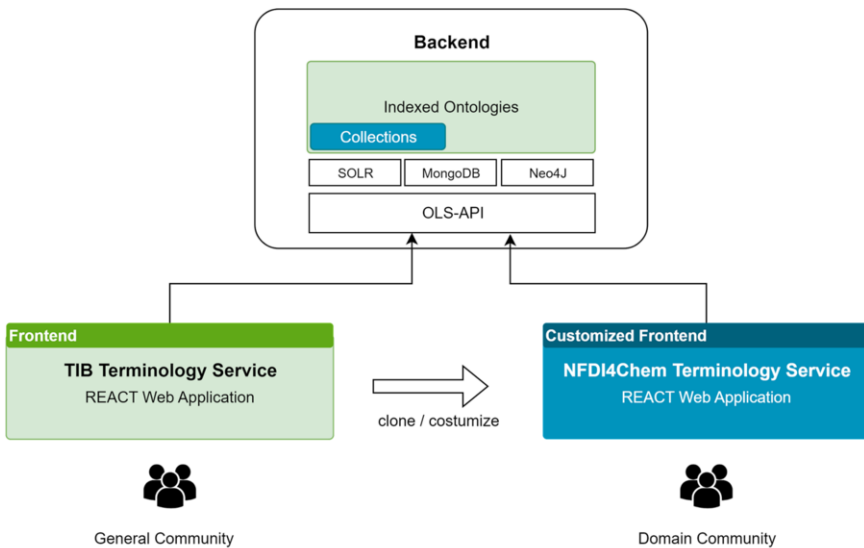 Backend
Indexed Ontologies
Collections
SOLR
MongoDB
Neo4J
OLS-API
Frontend
TIB Terminology Service
REACT Web Application
clone / costumize
Customized Frontend
NFDI4Chem Terminology Service
REACT Web Application
General Community
Domain Community